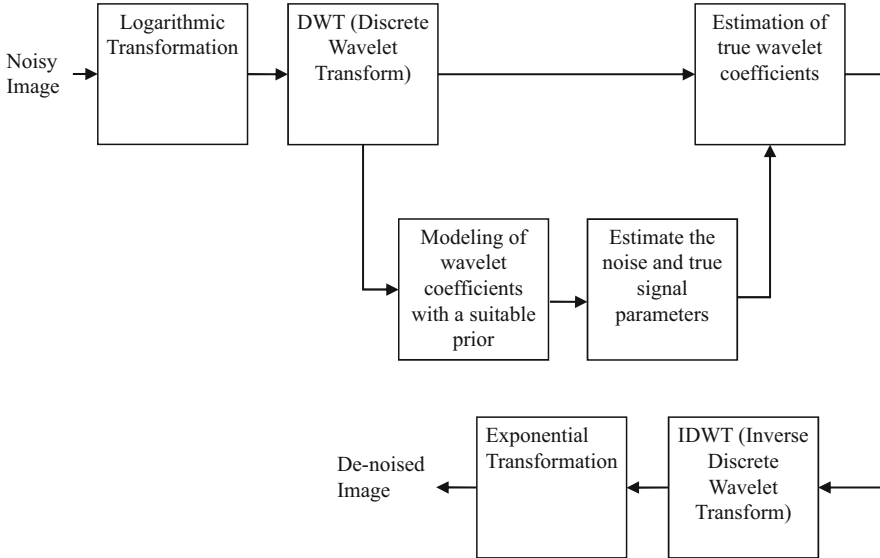 Noisy
Image
Logarithmic
Transformation
DWT (Discrete
Wavelet
Transform)
Estimation of
true wavelet
coefficients
Modeling of
wavelet
coefficients
with a suitable
prior
Estimate the
noise and true
signal
parameters
De-noised
Image
Exponential
Transformation
IDWT (Inverse
Discrete
Wavelet
Transform)